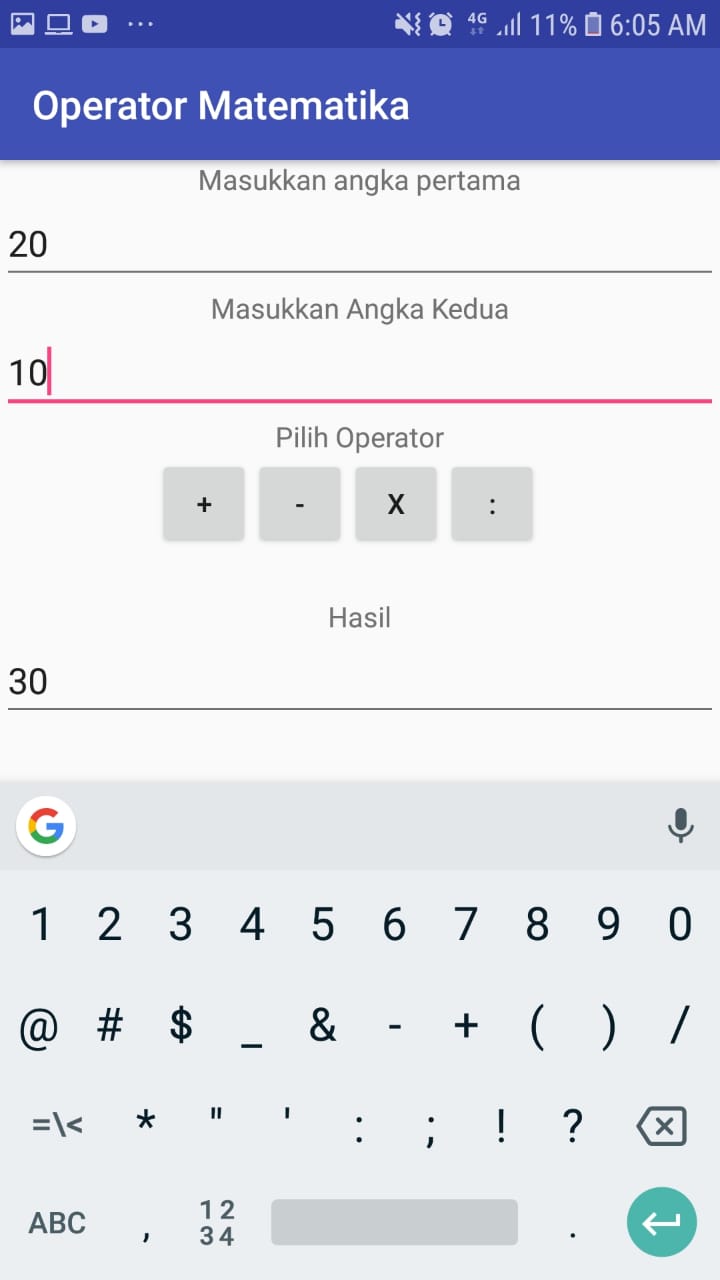 ... 4G 11% 6:05 AM
Operator Matematika
Masukkan angka pertama
20
Masukkan Angka Kedua
10
Pilih Operator
+ - X :
Hasil
30
G
1 2 3 4 5 6 7 8 9 0
@ # $ _ & - + ( ) /
=\< * " ' : ; ! ?
ABC , 12 .
34